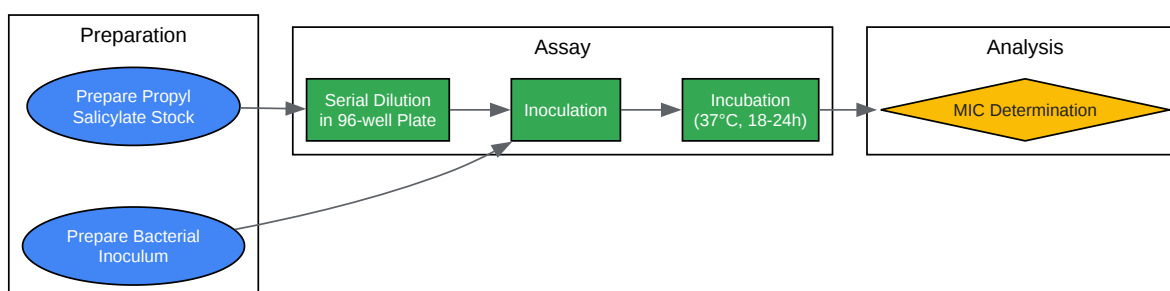 Preparation
Prepare Propyl
Salicylate Stock
Prepare Bacterial
Inoculum
Assay
Serial Dilution
in 96-well Plate
Inoculation
Incubation
(37°C, 18-24h)
Analysis
MIC Determination